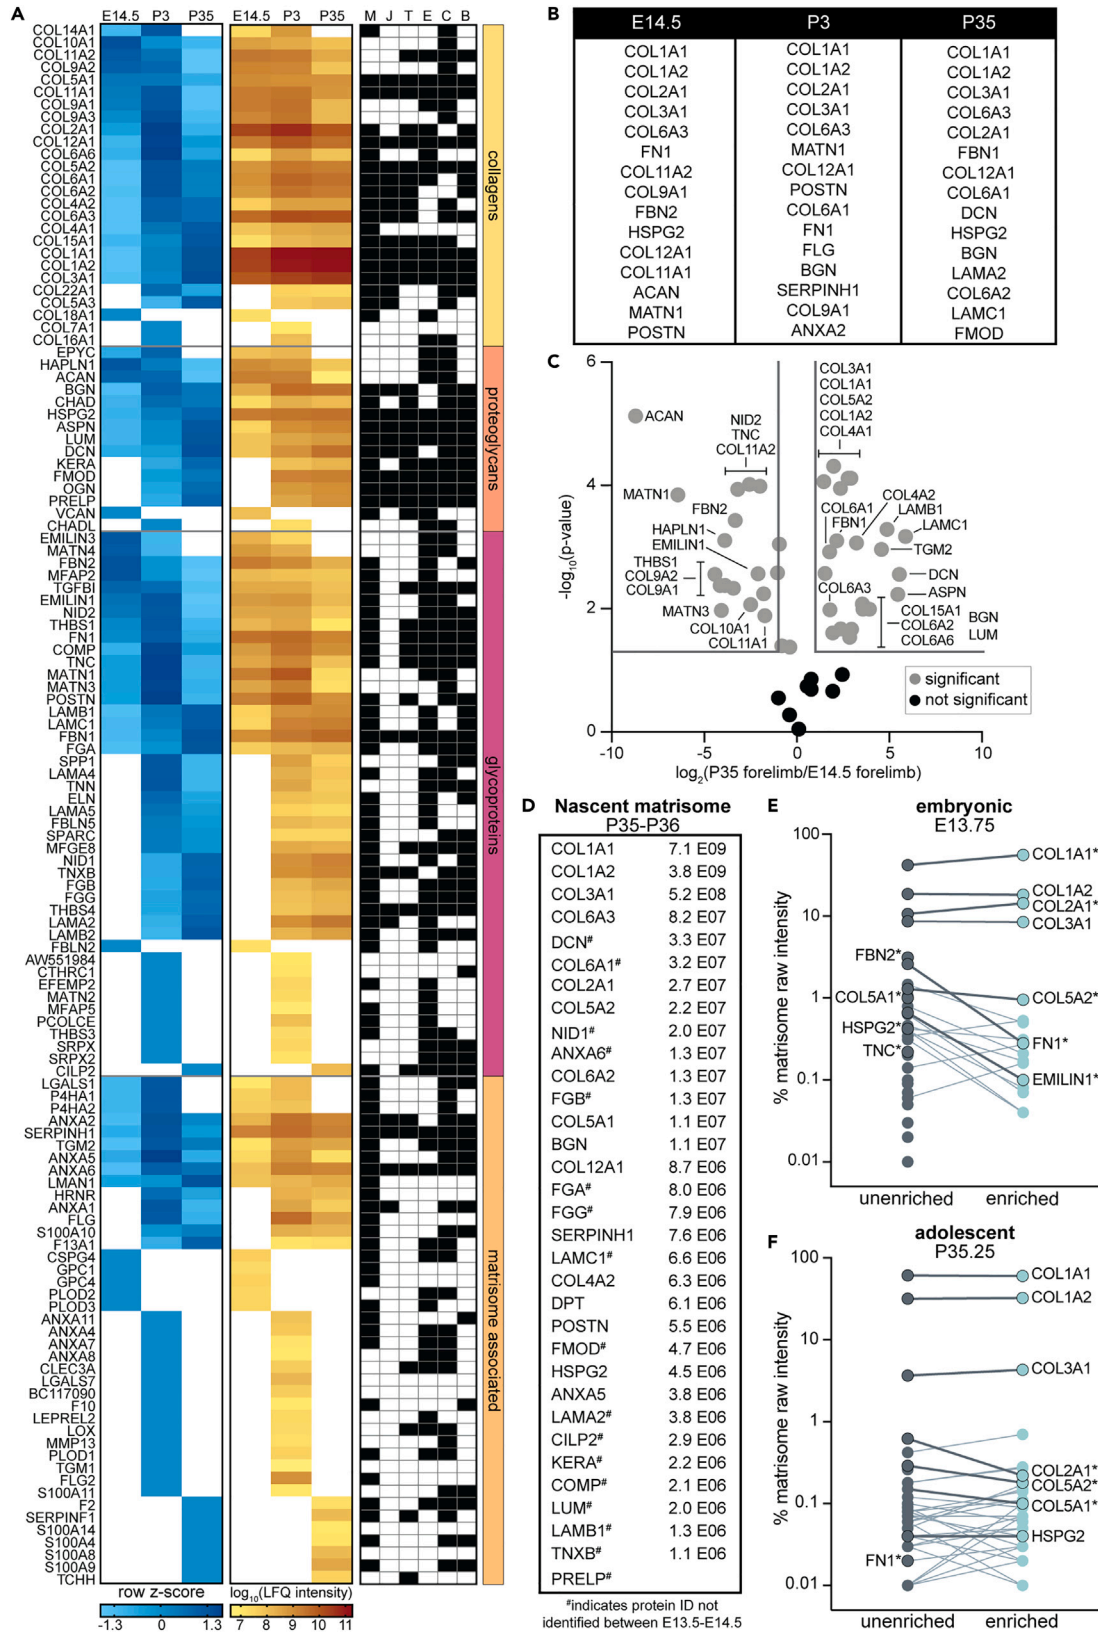 A
E14.5 P3 P35
E14.5 P3 P35
M J T E C B
COL14A1
COL10A1
COL11A2
COL9A2
COL5A1
COL11A1
COL9A1
COL9A3
COL2A1
COL12A1
COL6A6
COL5A2
COL6A1
COL6A2
COL4A2
COL6A3
COL4A1
COL15A1
COL1A1
COL1A2
COL3A1
COL22A1
COL5A3
COL18A1
COL7A1
COL16A1
collagens
EPYC
HAPLN1
ACAN
BGN
CHAD
HSPG2
ASPN
LUM
DCN
KERA
FMOD
OGN
PRELP
VCAN
CHADL
proteoglycans
EMILIN3
MATN4
FBN2
MFAP2
TGFBI
EMILIN1
NID2
THBS1
FN1
COMP
TNC
MATN1
MATN3
POSTN
LAMB1
LAMC1
FBN1
FGA
SPP1
LAMA4
TNN
ELN
LAMA5
FBLN5
SPARC
MFGE8
NID1
TNXB
FGB
FGG
THBS4
LAMA2
LAMB2
FBLN2
AW551984
CTHRC1
EFEMP2
MATN2
MFAP5
PCOLCE
THBS3
SRPX
SRPX2
CILP2
glycoproteins
LGALS1
P4HA1
P4HA2
ANXA2
SERPINH1
TGM2
ANXA5
ANXA6
LMAN1
HRNR
ANXA1
FLG
S100A10
F13A1
CSPG4
GPC1
GPC4
PLOD2
PLOD3
ANXA11
ANXA4
ANXA7
ANXA8
CLEC3A
LGALS7
BC117090
F10
LEPREL2
LOX
MMP13
PLOD1
TGM1
FLG2
S100A11
F2
SERPINF1
S100A14
S100A4
S100A8
S100A9
TCHH
matrisome associated
row z-score
-1.3 0 1.3
log10(LFQ intensity)
7 8 9 10 11
B
E14.5 P3 P35
COL1A1 COL1A1 COL1A1
COL1A2 COL1A2 COL1A2
COL2A1 COL2A1 COL3A1
COL3A1 COL3A1 COL6A3
COL6A3 COL6A3 COL2A1
FN1 MATN1 FBN1
COL11A2 COL12A1 COL12A1
COL9A1 POSTN COL6A1
FBN2 COL6A1 DCN
HSPG2 FN1 HSPG2
COL12A1 FLG BGN
COL11A1 BGN LAMA2
ACAN SERPINH1 COL6A2
MATN1 COL9A1 LAMC1
POSTN ANXA2 FMOD
C
-log10(p-value)
6
4
2
0
-10 -5 0 5 10
log2(P35 forelimb/E14.5 forelimb)
ACAN
NID2
TNC
COL11A2
MATN1
FBN2
HAPLN1
EMILIN1
THBS1
COL9A2
COL9A1
MATN3
COL10A1
COL11A1
COL3A1
COL1A1
COL5A2
COL1A2
COL4A1
COL4A2
COL6A1
LAMB1
FBN1
LAMC1
TGM2
DCN
COL6A3
ASPN
COL15A1
COL6A2
COL6A6
BGN
LUM
significant
not significant
D
Nascent matrisome
P35-P36
COL1A1 7.1 E09
COL1A2 3.8 E09
COL3A1 5.2 E08
COL6A3 8.2 E07
DCN# 3.3 E07
COL6A1# 3.2 E07
COL2A1 2.7 E07
COL5A2 2.2 E07
NID1# 2.0 E07
ANXA6# 1.3 E07
COL6A2 1.3 E07
FGB# 1.3 E07
COL5A1 1.1 E07
BGN 1.1 E07
COL12A1 8.7 E06
FGA# 8.0 E06
FGG# 7.9 E06
SERPINH1 7.6 E06
LAMC1# 6.6 E06
COL4A2 6.3 E06
DPT 6.1 E06
POSTN 5.5 E06
FMOD# 4.7 E06
HSPG2 4.5 E06
ANXA5 3.8 E06
LAMA2# 3.8 E06
CILP2# 2.9 E06
KERA# 2.2 E06
COMP# 2.1 E06
LUM# 2.0 E06
LAMB1# 1.3 E06
TNXB# 1.1 E06
PRELP#
#indicates protein ID not
identified between E13.5-E14.5
E
embryonic
E13.75
% matrisome raw intensity
100
10
1
0.1
0.01
COL1A1*
COL1A2
COL2A1*
COL3A1
FBN2*
COL5A1*
COL5A2*
HSPG2*
FN1*
TNC*
EMILIN1*
unenriched enriched
F
adolescent
P35.25
% matrisome raw intensity
100
10
1
0.1
0.01
COL1A1
COL1A2
COL3A1
COL2A1*
COL5A2*
COL5A1*
HSPG2
FN1*
unenriched enriched